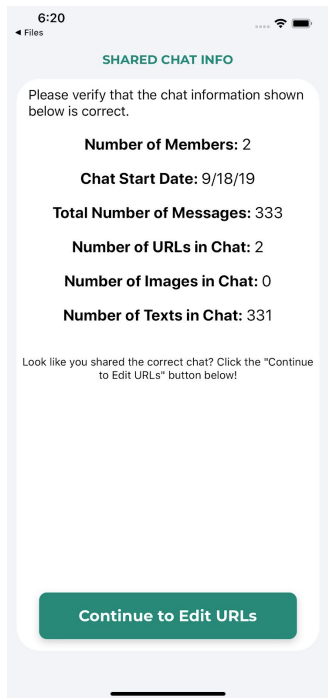 6:20
◄ Files
SHARED CHAT INFO
Please verify that the chat information shown
below is correct.
Number of Members: 2
Chat Start Date: 9/18/19
Total Number of Messages: 333
Number of URLs in Chat: 2
Number of Images in Chat: 0
Number of Texts in Chat: 331
Look like you shared the correct chat? Click the "Continue
to Edit URLs" button below!
Continue to Edit URLs